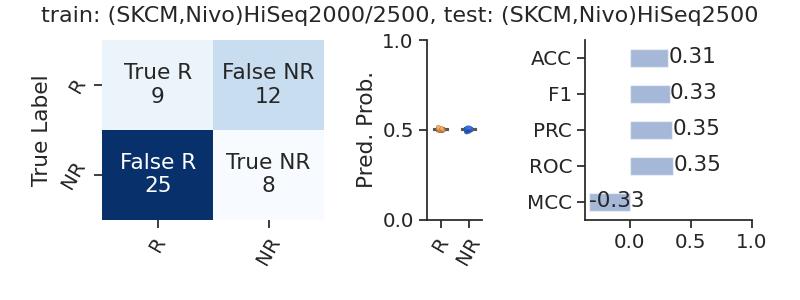 train: (SKCM,Nivo)HiSeq2000/2500, test: (SKCM,Nivo)HiSeq2500
True Label
R
NR
True R
9
False NR
12
False R
25
True NR
8
R
NR
Pred. Prob.
1.0
0.5
0.0
R
NR
ACC
0.31
F1
0.33
PRC
0.35
ROC
0.35
MCC
-0.33
0.0
0.5
1.0